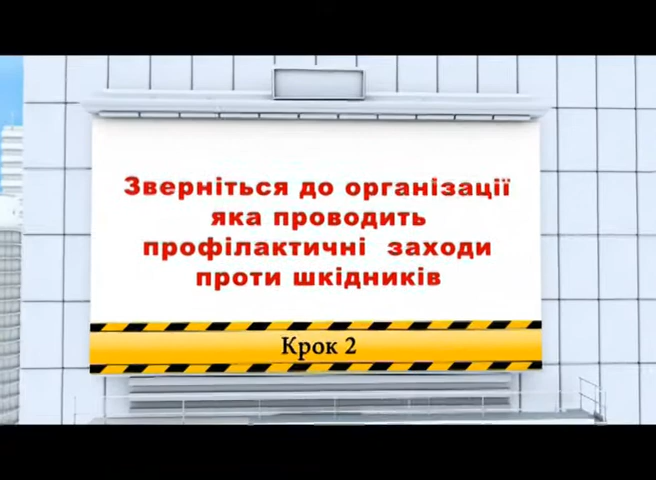 Зверніться до організації
яка проводить
профілактичні заходи
проти шкідників
Крок 2